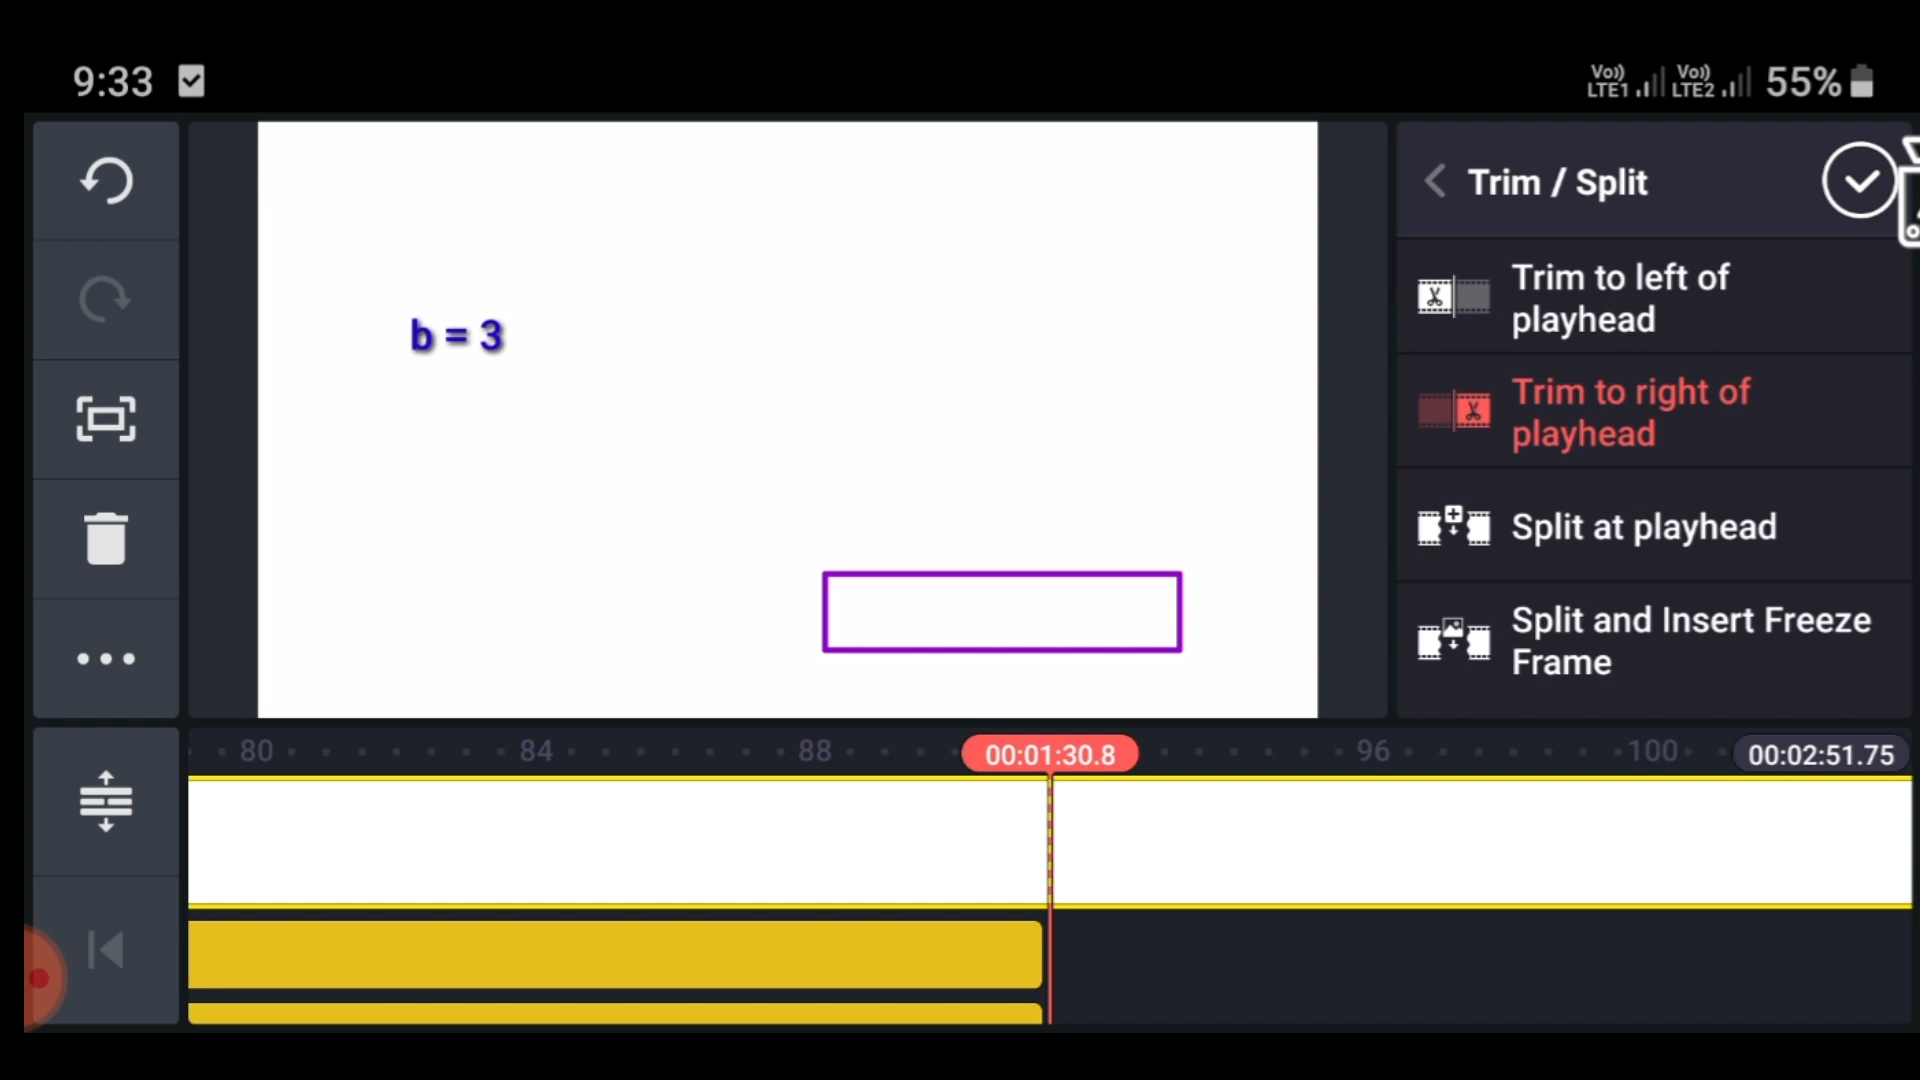 9:33
Vo)) LTE1 Vo)) LTE2 55%
Trim / Split
b = 3
Trim to left of
playhead
Trim to right of
playhead
Split at playhead
Split and Insert Freeze
Frame
80 84 88 00:01:30.8 96 100 00:02:51.75